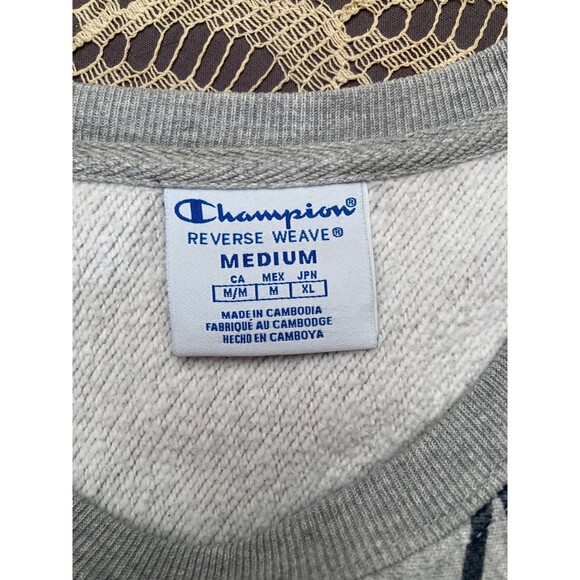 Champion®
REVERSE WEAVE®
MEDIUM
CA MEX JPN
M/M M XL
MADE IN CAMBODIA
FABRIQUÉ AU CAMBODGE
HECHO EN CAMBOYA